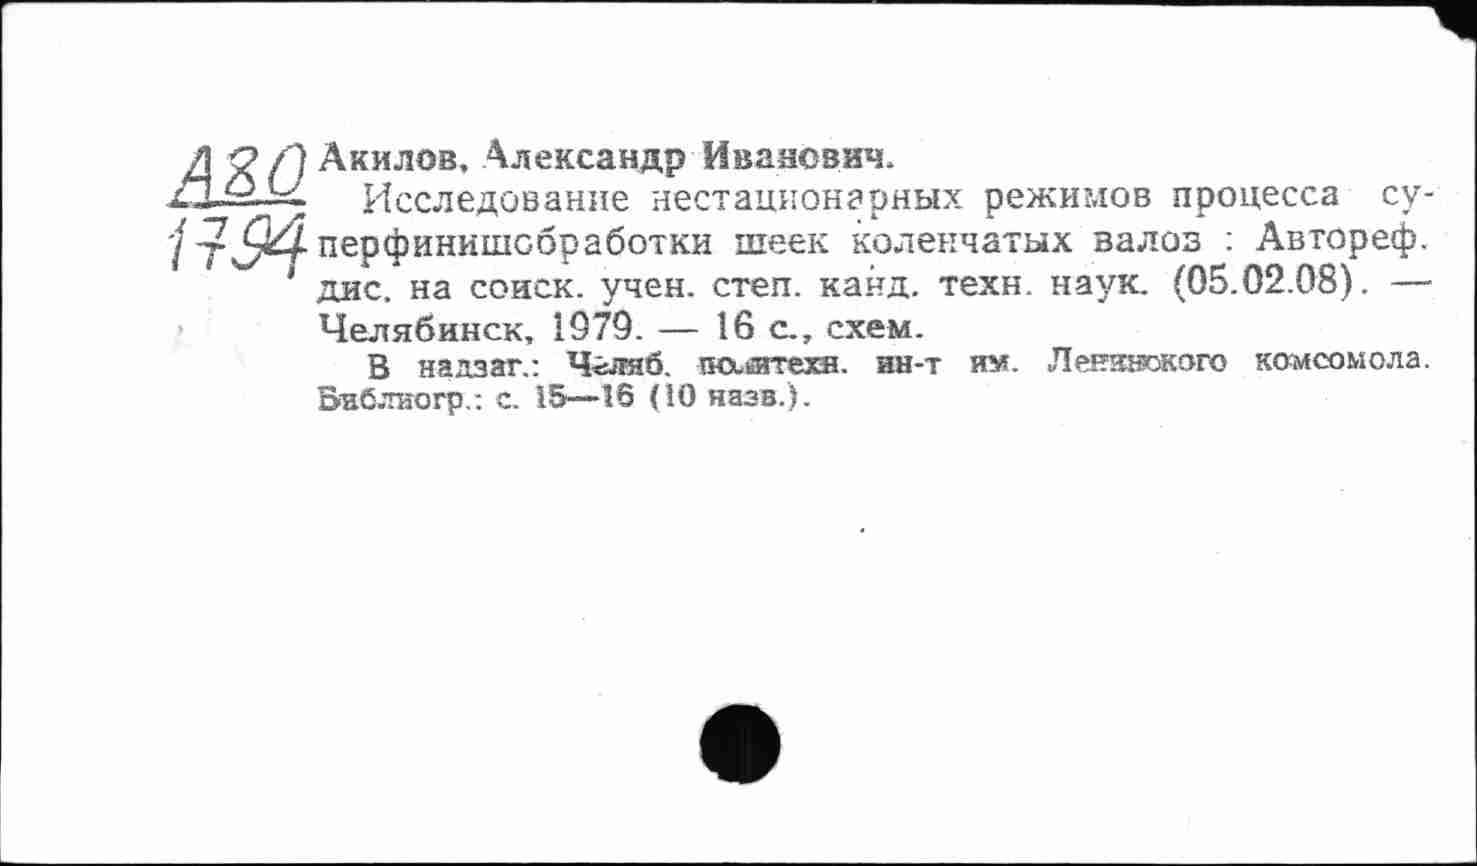 А80
1794
Акилов, Александр Иванович.
Исследование нестационарных режимов процесса су-
перфинишобработки шеек коленчатых валов : Автореф.
дис. на соиск. учен. степ. канд. техн. наук. (05.02.08). —
Челябинск, 1979. — 16 с., схем.
В надзаг.: Челяб. политехн. ин-т им. Ленинского комсомола.
Библиогр.: с. 15—16 (10 назв.).